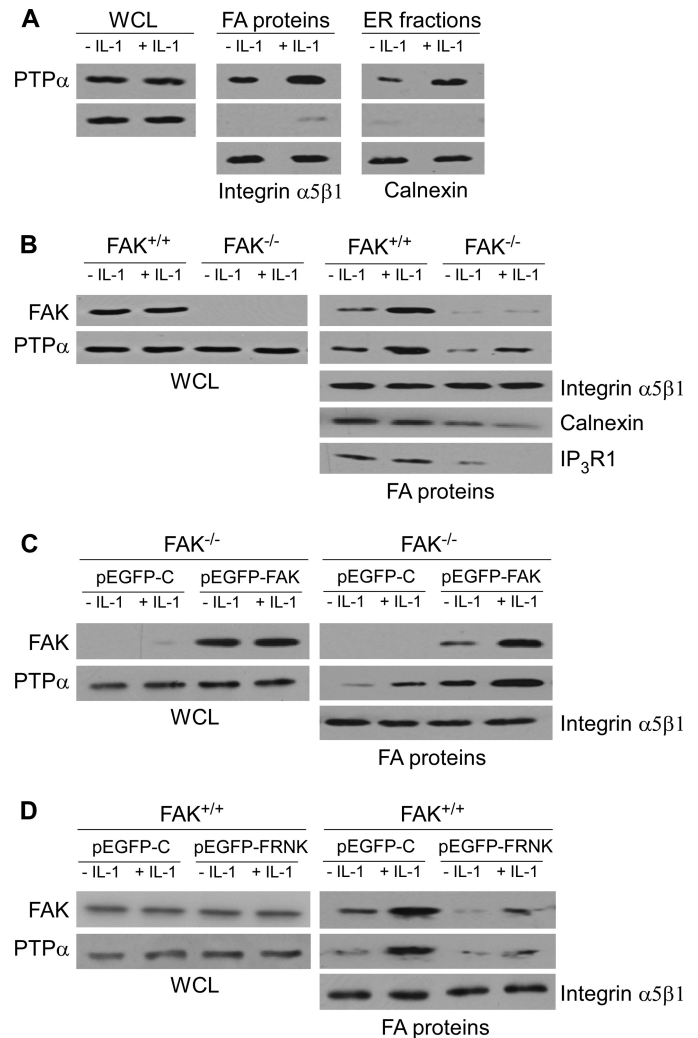 A
WCL FA proteins ER fractions
- IL-1 + IL-1 - IL-1 + IL-1 - IL-1 + IL-1
PTPα
Integrin α5β1 Calnexin
B
FAK+/+ FAK-/- FAK+/+ FAK-/-
- IL-1 + IL-1 - IL-1 + IL-1 - IL-1 + IL-1 - IL-1 + IL-1
FAK
PTPα
WCL Integrin α5β1
Calnexin
IP3R1
FA proteins
C
FAK-/- FAK-/-
pEGFP-C pEGFP-FAK pEGFP-C pEGFP-FAK
- IL-1 + IL-1 - IL-1 + IL-1 - IL-1 + IL-1 - IL-1 + IL-1
FAK
PTPα
WCL Integrin α5β1
FA proteins
D
FAK+/+ FAK+/+
pEGFP-C pEGFP-FRNK pEGFP-C pEGFP-FRNK
- IL-1 + IL-1 - IL-1 + IL-1 - IL-1 + IL-1 - IL-1 + IL-1
FAK
PTPα
WCL Integrin α5β1
FA proteins